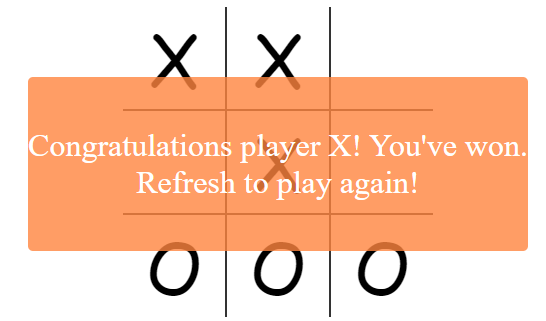 X X
Congratulations player X! You've won.
X
Refresh to play again!
O O O